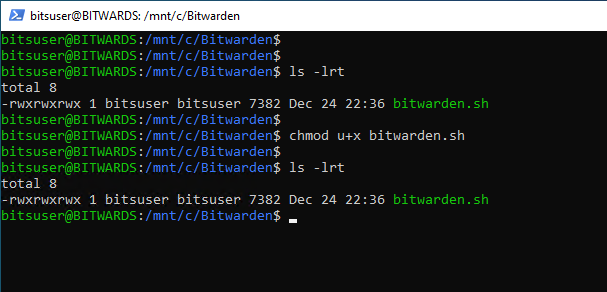 bitsuser@BITWARDS: /mnt/c/Bitwarden
bitsuser@BITWARDS:/mnt/c/Bitwarden$
bitsuser@BITWARDS:/mnt/c/Bitwarden$
bitsuser@BITWARDS:/mnt/c/Bitwarden$ ls -lrt
total 8
-rwxrwxrwx 1 bitsuser bitsuser 7382 Dec 24 22:36 bitwarden.sh
bitsuser@BITWARDS:/mnt/c/Bitwarden$
bitsuser@BITWARDS:/mnt/c/Bitwarden$ chmod u+x bitwarden.sh
bitsuser@BITWARDS:/mnt/c/Bitwarden$
bitsuser@BITWARDS:/mnt/c/Bitwarden$ ls -lrt
total 8
-rwxrwxrwx 1 bitsuser bitsuser 7382 Dec 24 22:36 bitwarden.sh
bitsuser@BITWARDS:/mnt/c/Bitwarden$